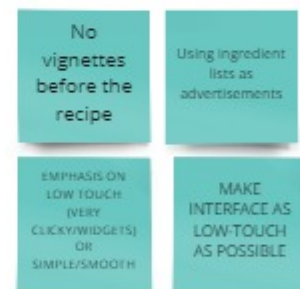 No
vignettes
before the
recipe
Using ingredient
lists as
advertisements
EMPHASIS ON
LOW TOUCH
(VERY
CLICKY/WIDGETS)
OR
SIMPLE/SMOOTH
MAKE
INTERFACE AS
LOW-TOUCH
AS POSSIBLE